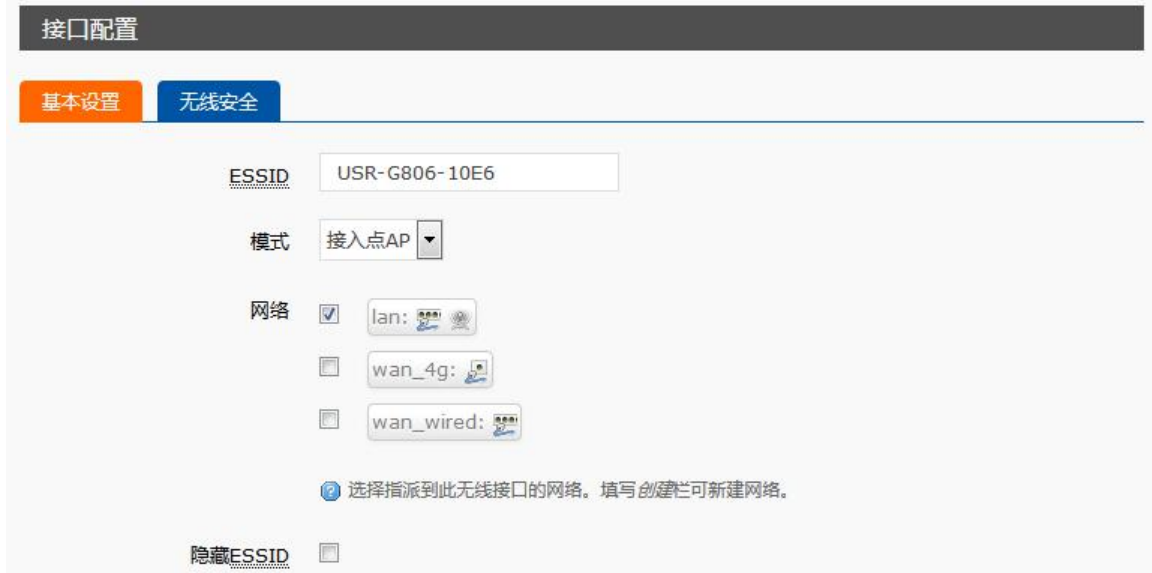 接口配置
基本设置 无线安全
ESSID USR-G806-10E6
模式 接入点AP
网络 lan:
wan_4g:
wan_wired:
选择指派到此无线接口的网络。填写创建栏可新建网络。
隐藏ESSID